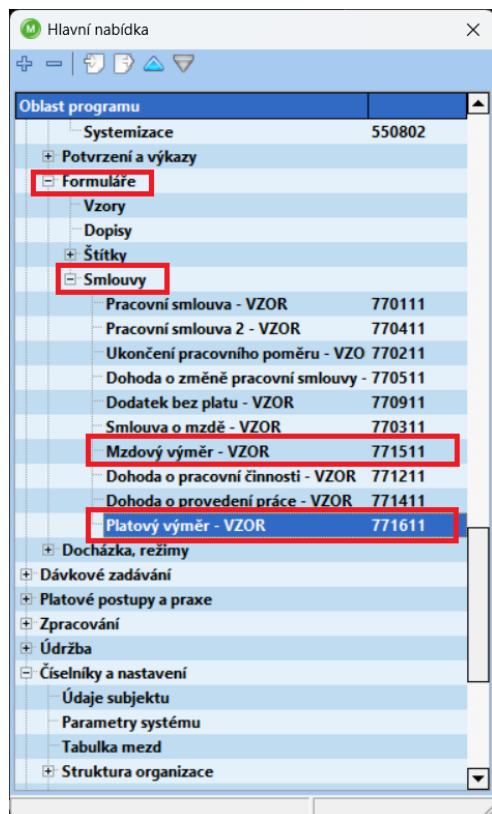 Hlavní nabídka
Oblast programu
Systemizace 550802
Potvrzení a výkazy
Formuláře
Vzory
Dopisy
Štítky
Smlouvy
Pracovní smlouva - VZOR 770111
Pracovní smlouva 2 - VZOR 770411
Ukončení pracovního poměru - VZO 770211
Dohoda o změně pracovní smlouvy - 770511
Dodatek bez platu - VZOR 770911
Smlouva o mzdě - VZOR 770311
Mzdový výměr - VZOR 771511
Dohoda o pracovní činnosti - VZOR 771211
Dohoda o provedení práce - VZOR 771411
Platový výměr - VZOR 771611
Docházka, režimy
Dávkové zadávání
Platové postupy a praxe
Zpracování
Údržba
Číselníky a nastavení
Údaje subjektu
Parametry systému
Tabulka mezd
Struktura organizace